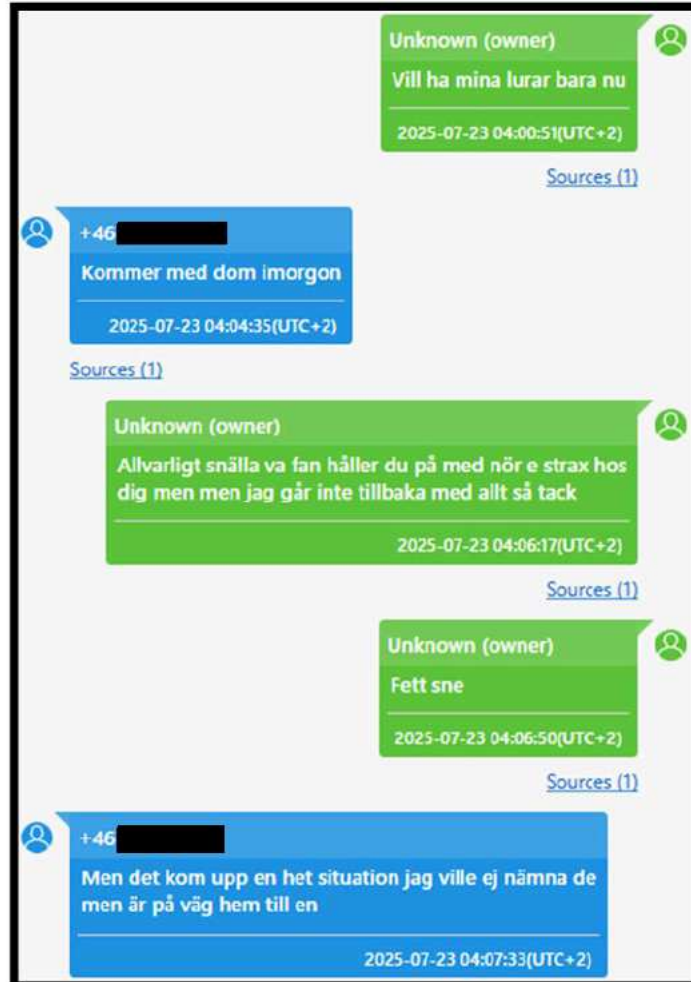 Unknown (owner)
Vill ha mina lurar bara nu
2025-07-23 04:00:51(UTC+2)
Sources (1)
+46
Kommer med dom imorgon
2025-07-23 04:04:35(UTC+2)
Sources (1)
Unknown (owner)
Allvarligt snälla va fan håller du på med nör e strax hos
dig men men jag går inte tillbaka med allt så tack
2025-07-23 04:06:17(UTC+2)
Sources (1)
Unknown (owner)
Fett sne
2025-07-23 04:06:50(UTC+2)
Sources (1)
+46
Men det kom upp en het situation jag ville ej nämna de
men är på väg hem till en
2025-07-23 04:07:33(UTC+2)